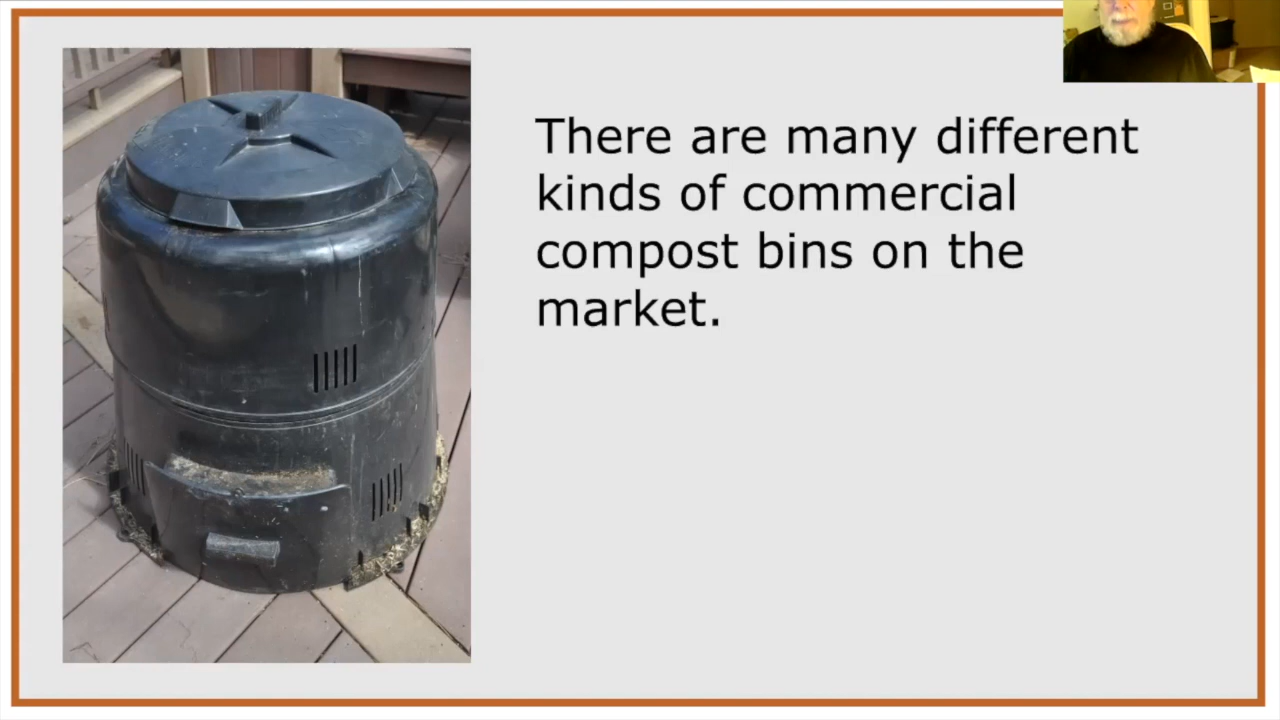 There are many different
kinds of commercial
compost bins on the
market.